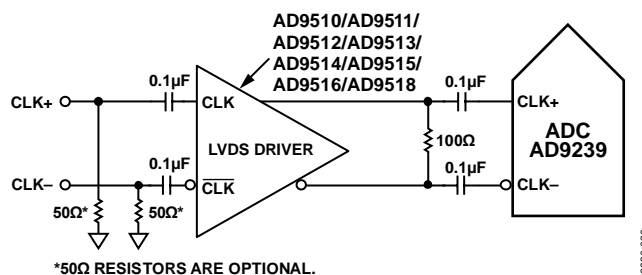 AD9510/AD9511/
AD9512/AD9513/
AD9514/AD9515/
AD9516/AD9518
0.1µF
0.1µF
CLK+
CLK
CLK+
ADC
AD9239
LVDS DRIVER
100Ω
0.1µF
0.1µF
CLK–
CLK
CLK–
50Ω*
50Ω*
*50Ω RESISTORS ARE OPTIONAL.